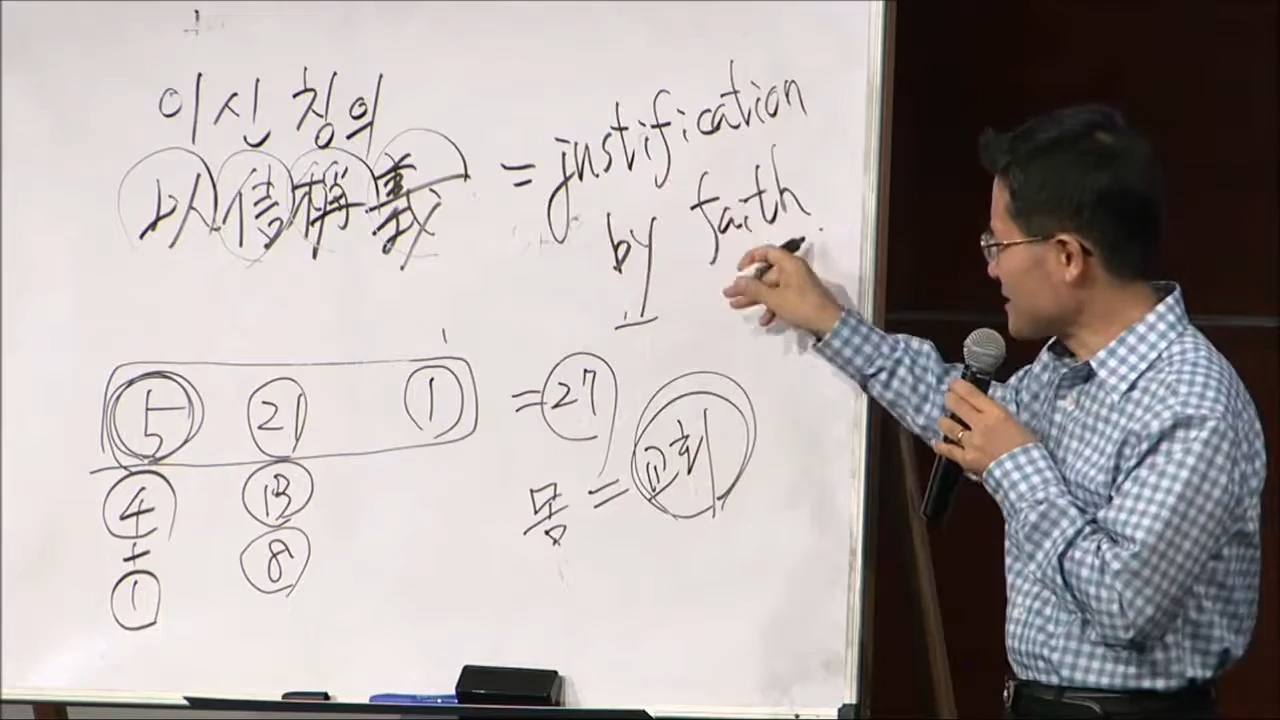 이신칭의
以信稱義 = justification
by faith
5 21 1 = 27
4 13
+ 8
1
몸 = 교회